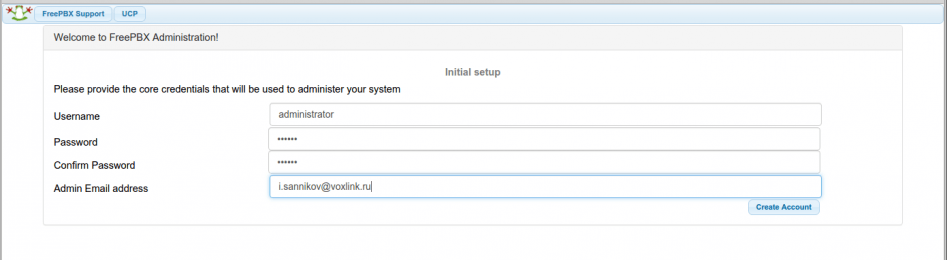 FreePBX Support UCP
Welcome to FreePBX Administration!
Initial setup
Please provide the core credentials that will be used to administer your system
Username administrator
Password ••••••
Confirm Password ••••••
Admin Email address i.sannikov@voxlink.ru
Create Account